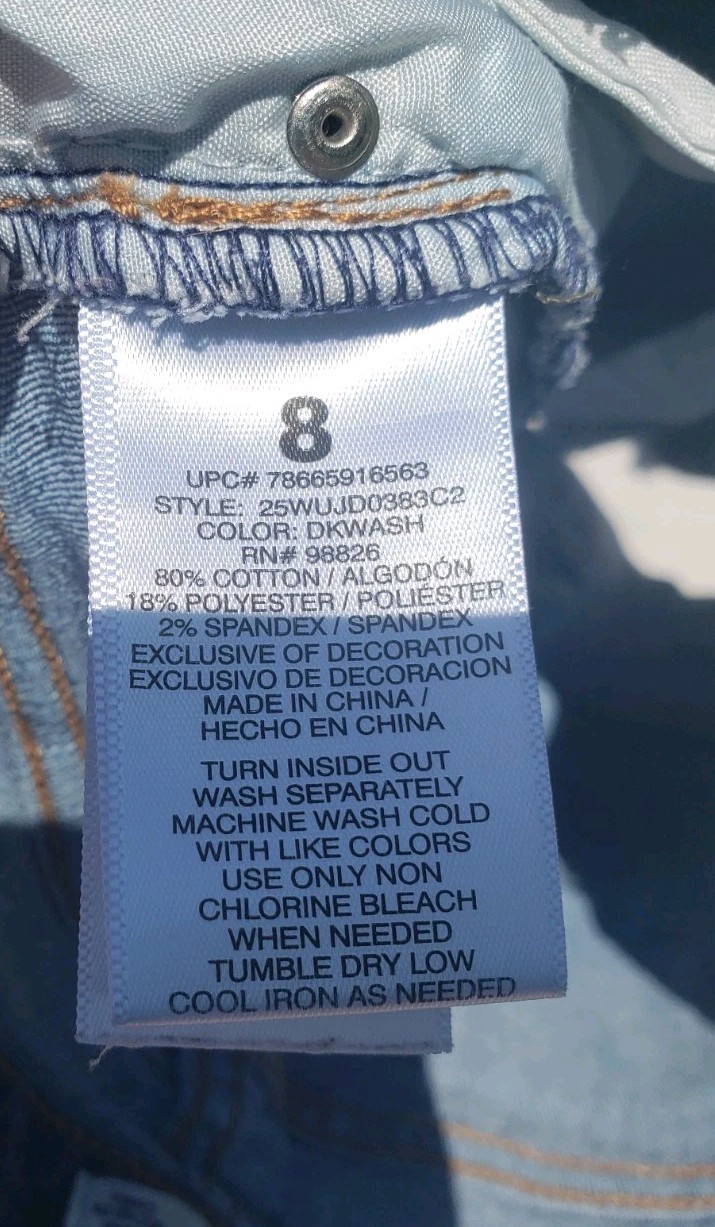 8
UPC# 78665916563
STYLE: 25WUJD0383C2
COLOR: DKWASH
RN# 98826
80% COTTON / ALGODÓN
18% POLYESTER / POLIÉSTER
2% SPANDEX / SPANDEX
EXCLUSIVE OF DECORATION
EXCLUSIVO DE DECORACION
MADE IN CHINA /
HECHO EN CHINA
TURN INSIDE OUT
WASH SEPARATELY
MACHINE WASH COLD
WITH LIKE COLORS
USE ONLY NON
CHLORINE BLEACH
WHEN NEEDED
TUMBLE DRY LOW
COOL IRON AS NEEDED